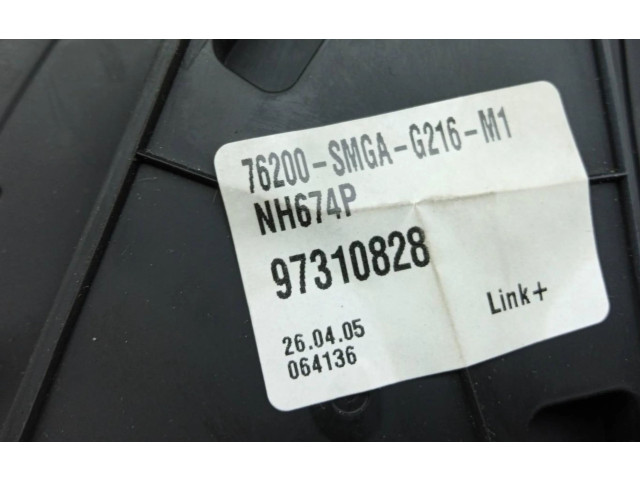 76200-SMGA-G216-M1
NH674P
97310828
Link+
26.04.05
064136